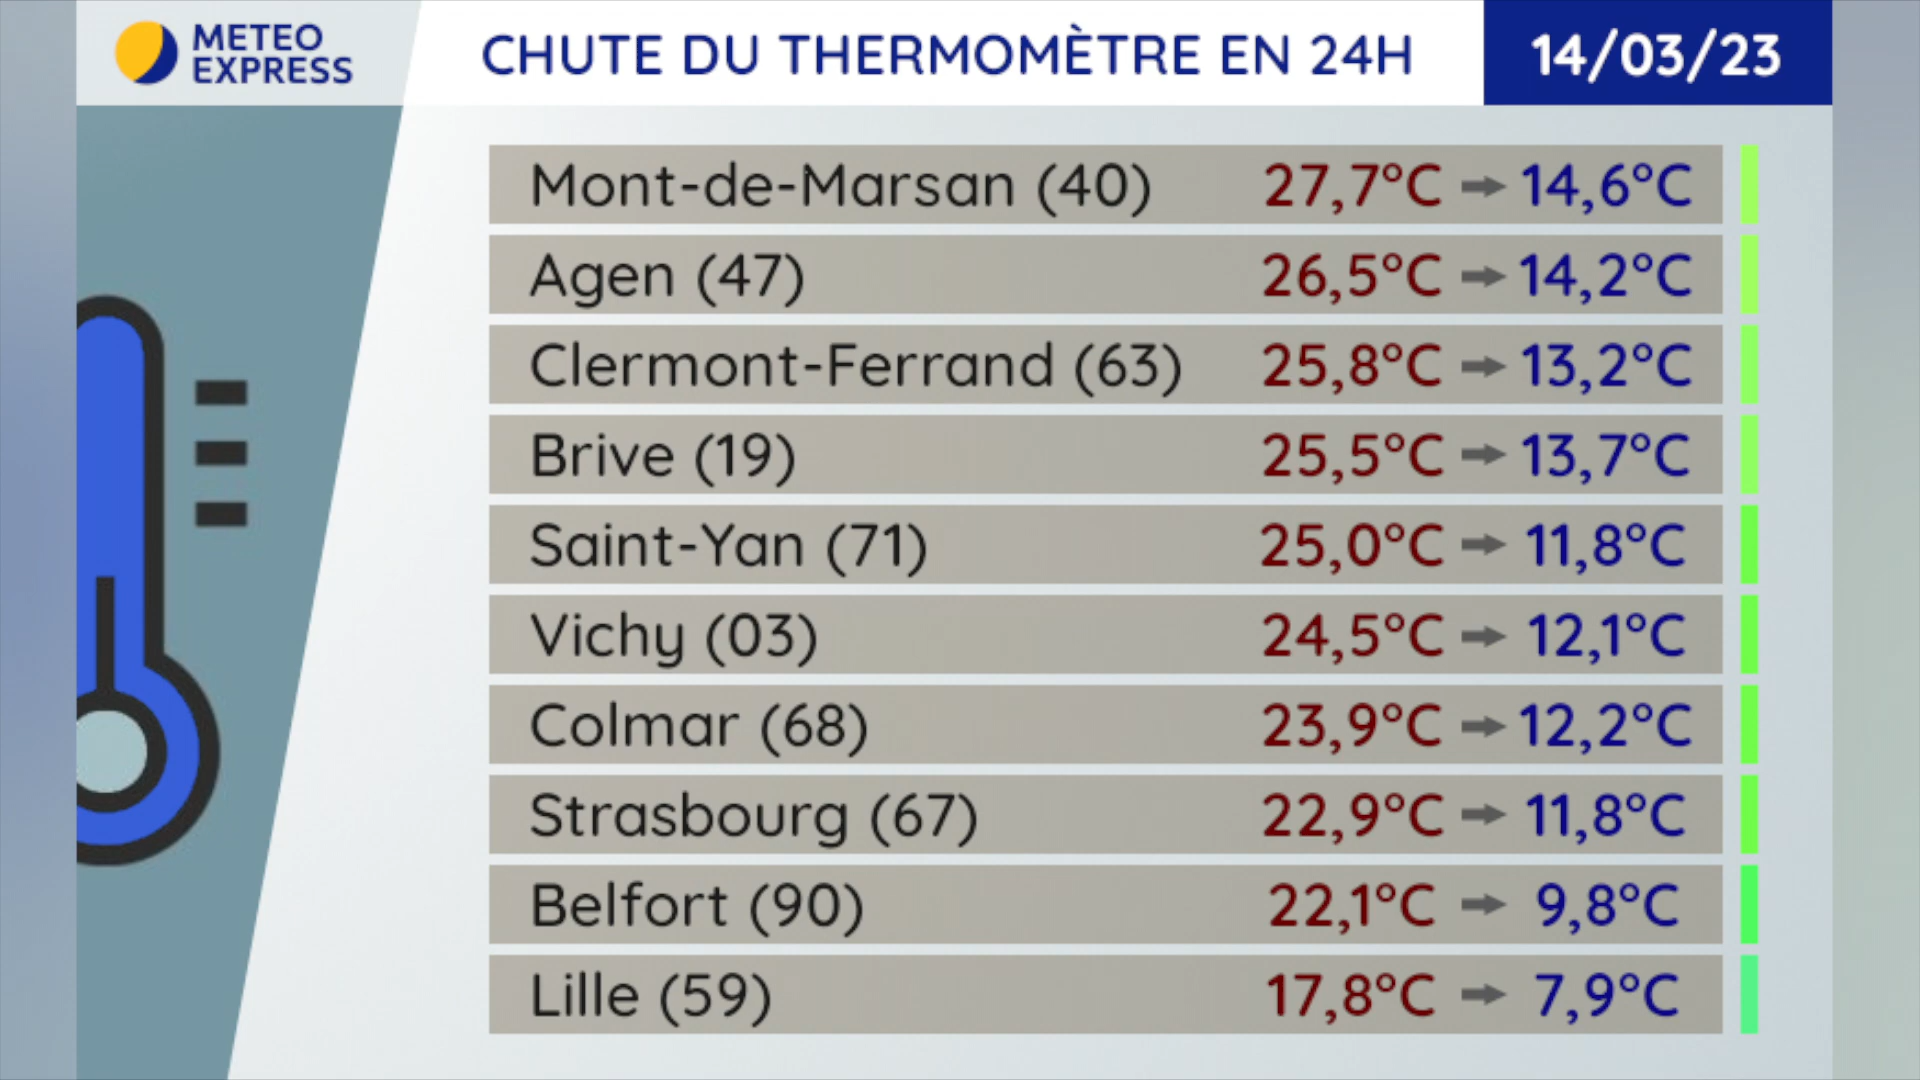 METEO
EXPRESS
CHUTE DU THERMOMÈTRE EN 24H
14/03/23
Mont-de-Marsan (40) 27,7°C → 14,6°C
Agen (47) 26,5°C → 14,2°C
Clermont-Ferrand (63) 25,8°C → 13,2°C
Brive (19) 25,5°C → 13,7°C
Saint-Yan (71) 25,0°C → 11,8°C
Vichy (03) 24,5°C → 12,1°C
Colmar (68) 23,9°C → 12,2°C
Strasbourg (67) 22,9°C → 11,8°C
Belfort (90) 22,1°C → 9,8°C
Lille (59) 17,8°C → 7,9°C